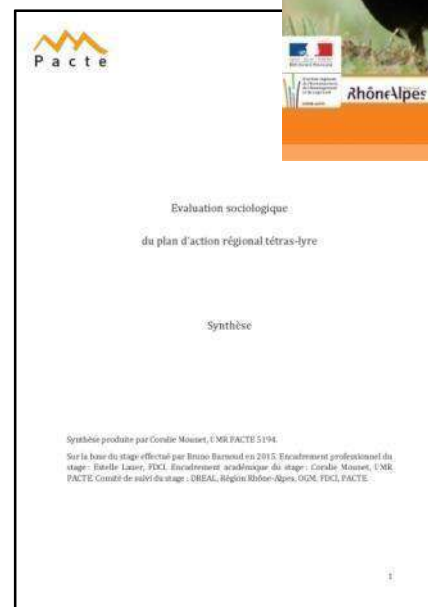 Pacte
RhôneAlpes
Evaluation sociologique
du plan d'action régional tétras-lyre
Synthèse
Synthèse produite par Coralie Mounet, UMR PACTE 5194.
Sur la base du stage effectué par Bruno Barnoud en 2015. Encadrement professionnel du
stage : Estelle Lauer, FDCI. Encadrement académique du stage : Coralie Mounet, UMR
PACTE. Comité de suivi du stage : DREAL, Région Rhône-Alpes, OGM, FDCI, PACTE.
1